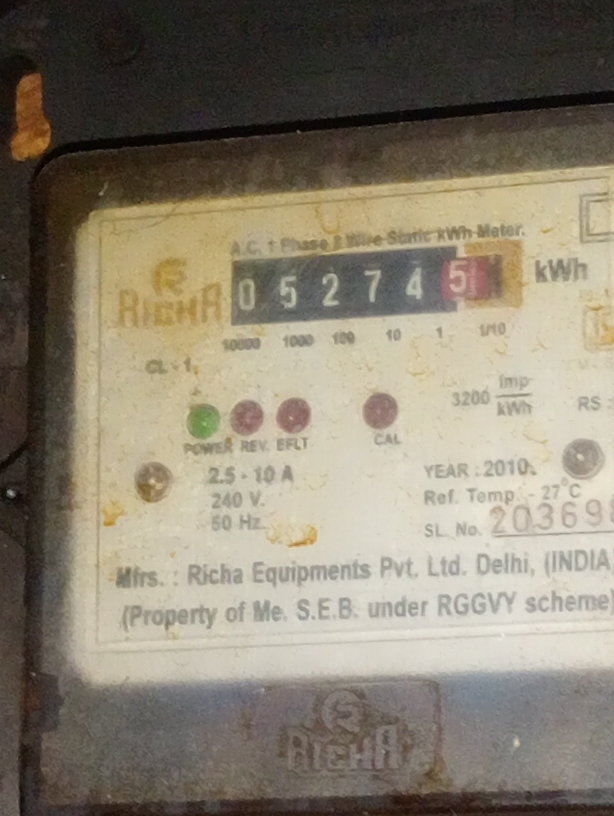 A.C. 1 Phase 2 Wire Static kWh Meter.
RICHA
0 5 2 7 4 5 kWh
10000 1000 100 10 1 1/10
CL - 1
3200 Imp/kWh
RS :
POWER REV. EFLT CAL
2.5 - 10 A
240 V.
50 Hz
YEAR : 2010.
Ref. Temp. - 27°C
SL. No. 20369
Mfrs. : Richa Equipments Pvt. Ltd. Delhi, (INDIA
(Property of Me. S.E.B. under RGGVY scheme)
RICHA